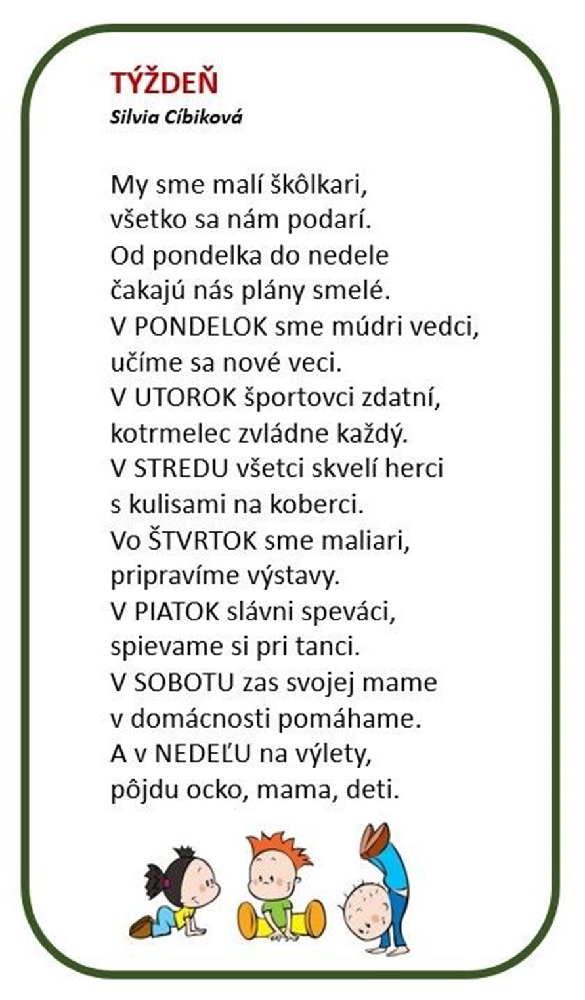 TÝŽDEŇ
Silvia Cíbiková
My sme malí škôlkari,
všetko sa nám podarí.
Od pondelka do nedele
čakajú nás plány smelé.
V PONDELOK sme múdri vedci,
učíme sa nové veci.
V UTOROK športovci zdatní,
kotrmelec zvládne každý.
V STREDU všetci skvelí herci
s kulisami na koberci.
Vo ŠTVRTOK sme maliari,
pripravíme výstavy.
V PIATOK slávni speváci,
spievame si pri tanci.
V SOBOTU zas svojej mame
v domácnosti pomáhame.
A v NEDEĽU na výlety,
pôjdu ocko, mama, deti.